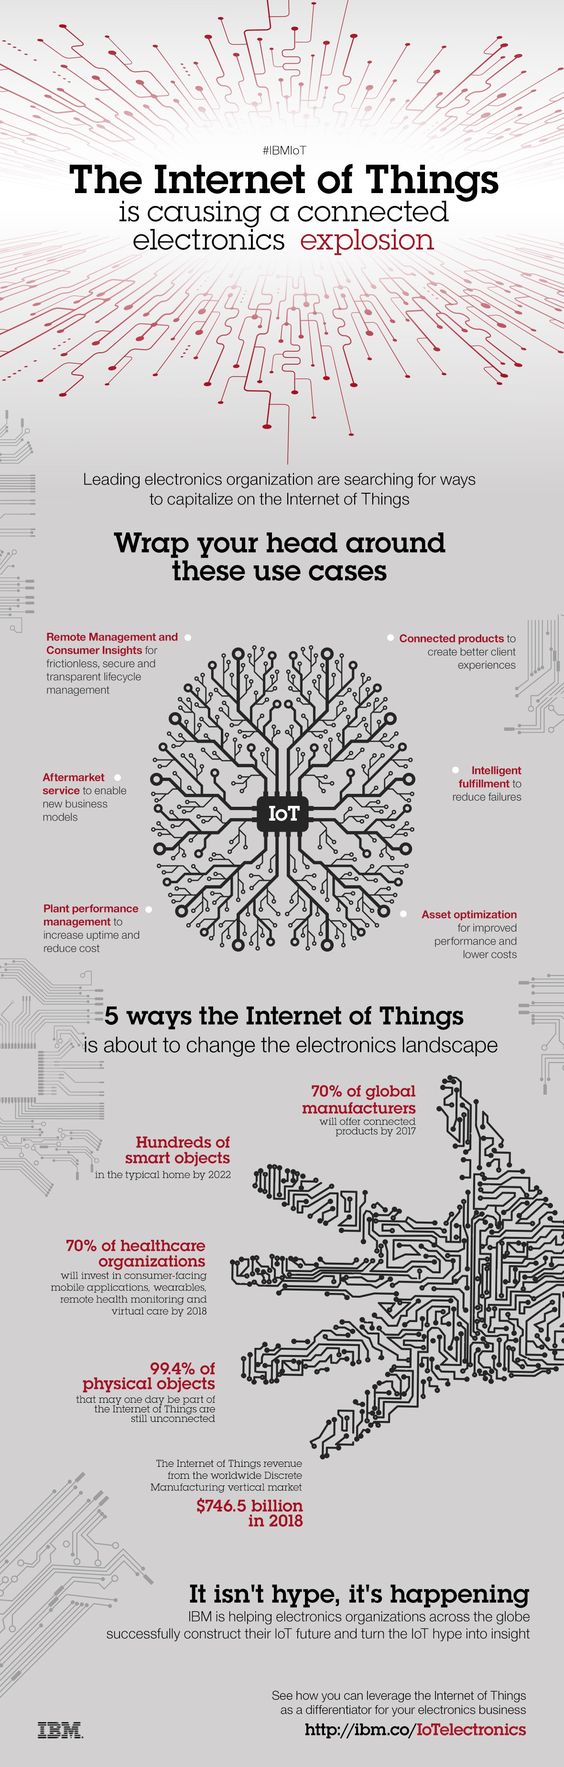 #IBMIoT
The Internet of Things
is causing a connected
electronics explosion
Leading electronics organization are searching for ways
to capitalize on the Internet of Things
Wrap your head around
these use cases
Remote Management and
Consumer Insights for
frictionless, secure and
transparent lifecycle
management
Connected products to
create better client
experiences
Aftermarket
service to enable
new business
models
Intelligent
fulfillment to
reduce failures
IoT
Plant performance
management to
increase uptime and
reduce cost
Asset optimization
for improved
performance and
lower costs
5 ways the Internet of Things
is about to change the electronics landscape
70% of global
manufacturers
will offer connected
products by 2017
Hundreds of
smart objects
in the typical home by 2022
70% of healthcare
organizations
will invest in consumer-facing
mobile applications, wearables,
remote health monitoring and
virtual care by 2018
99.4% of
physical objects
that may one day be part of
the Internet of Things are
still unconnected
The Internet of Things revenue
from the worldwide Discrete
Manufacturing vertical market
$746.5 billion
in 2018
It isn't hype, it's happening
IBM is helping electronics organizations across the globe
successfully construct their IoT future and turn the IoT hype into insight
See how you can leverage the Internet of Things
as a differentiator for your electronics business
http://ibm.co/IoTelectronics
IBM.